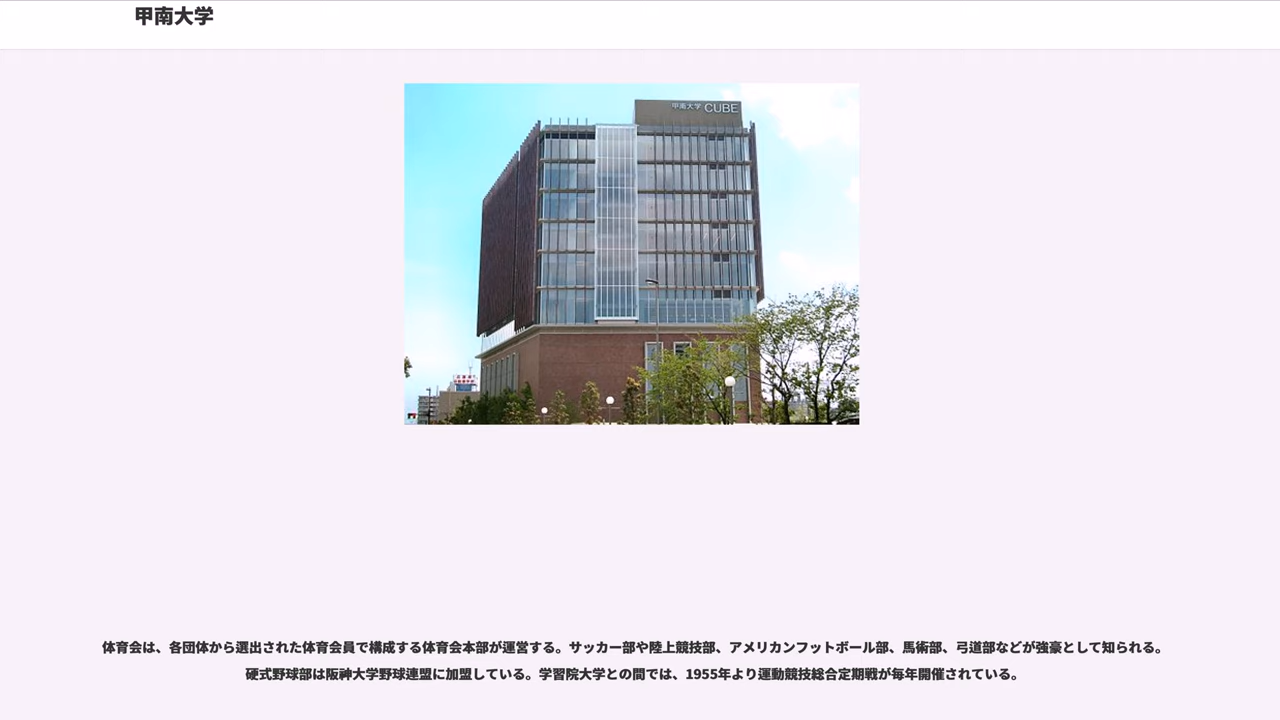 甲南大学
甲南大学 CUBE
体育会は、各団体から選出された体育会員で構成する体育会本部が運営する。サッカー部や陸上競技部、アメリカンフットボール部、馬術部、弓道部などが強豪として知られる。
硬式野球部は阪神大学野球連盟に加盟している。学習院大学との間では、1955年より運動競技総合定期戦が毎年開催されている。